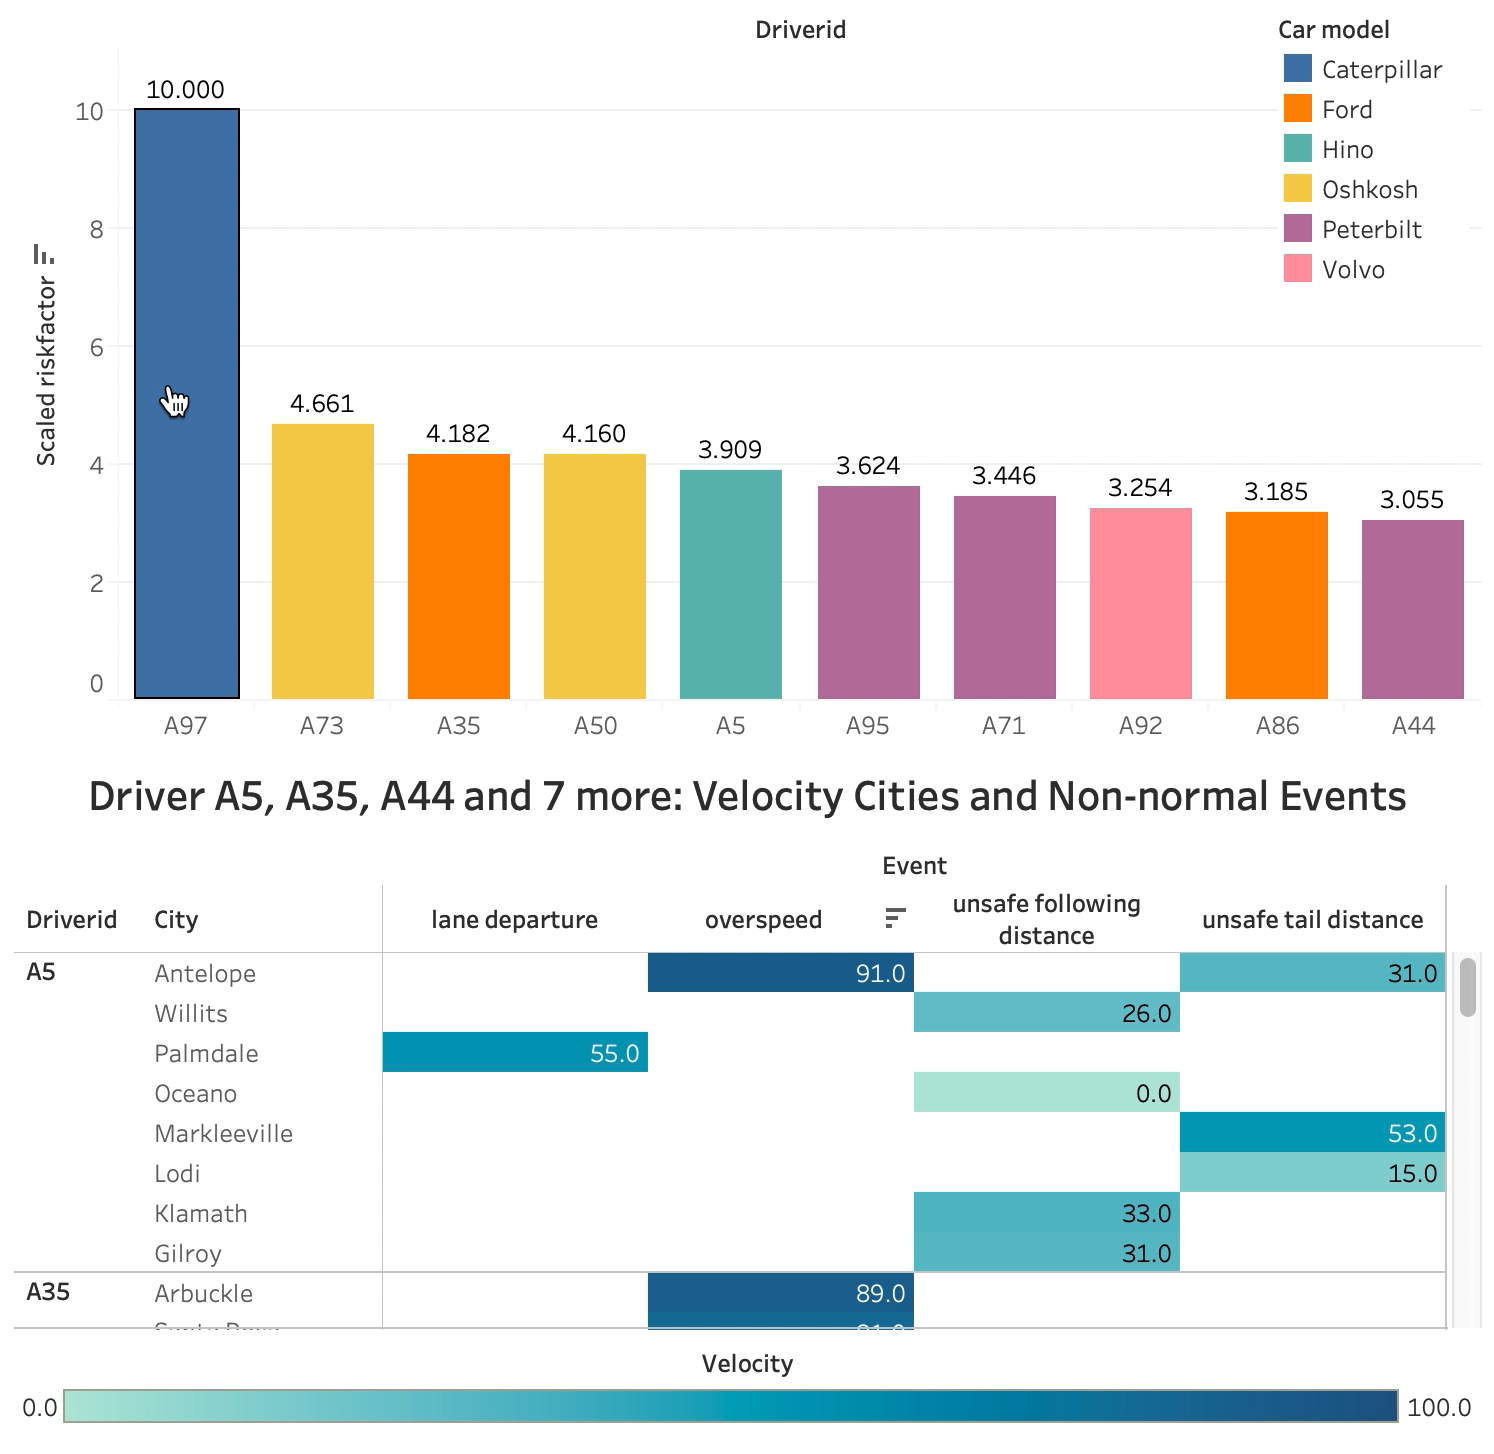 Driverid
Car model
Caterpillar
Ford
Hino
Oshkosh
Peterbilt
Volvo
Scaled riskfactor
10
8
6
4
2
0
10.000
4.661
4.182
4.160
3.909
3.624
3.446
3.254
3.185
3.055
A97 A73 A35 A50 A5 A95 A71 A92 A86 A44
Driver A5, A35, A44 and 7 more: Velocity Cities and Non-normal Events
Event
Driverid City lane departure overspeed unsafe following distance unsafe tail distance
A5 Antelope 91.0 31.0
Willits 26.0
Palmdale 55.0
Oceano 0.0
Markleeville 53.0
Lodi 15.0
Klamath 33.0
Gilroy 31.0
A35 Arbuckle 89.0
Velocity
0.0 100.0